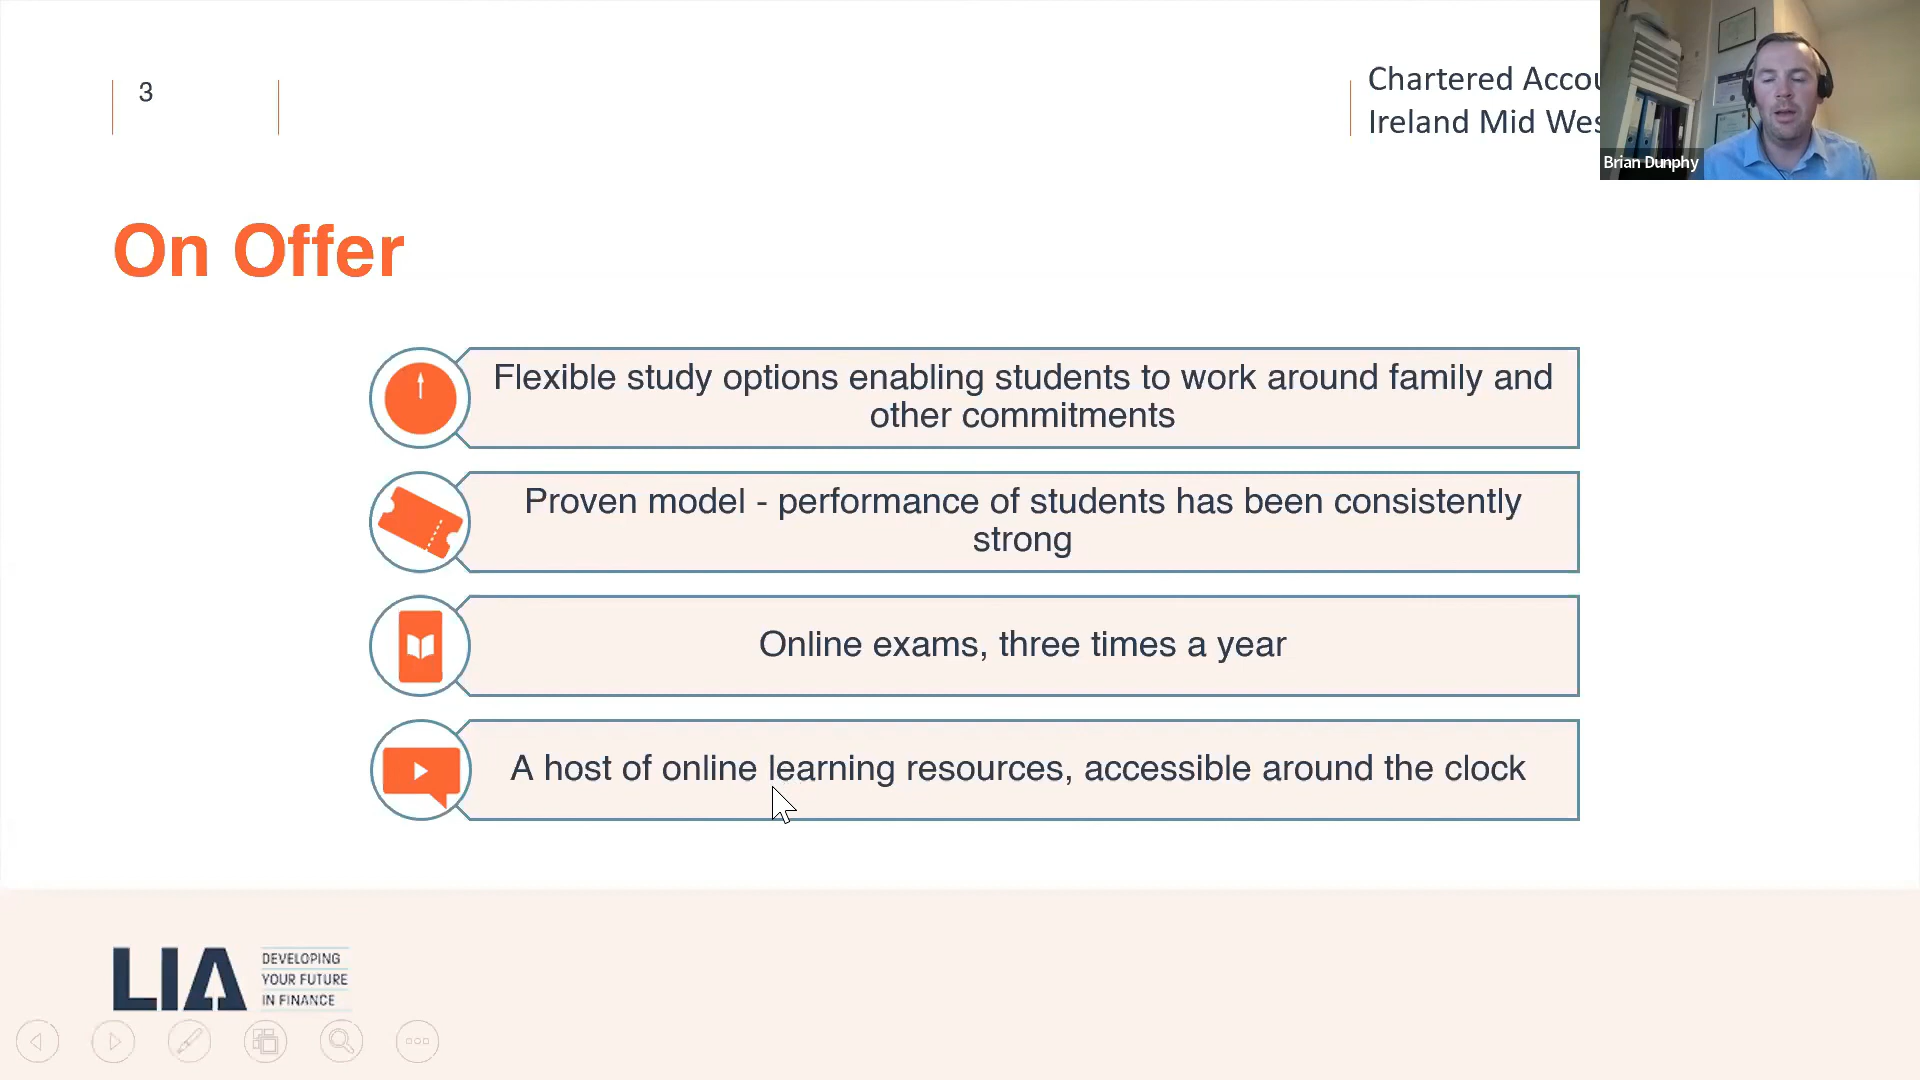 3
Chartered Accou
Ireland Mid Wes
Brian Dunphy
On Offer
Flexible study options enabling students to work around family and
other commitments
Proven model - performance of students has been consistently
strong
Online exams, three times a year
A host of online learning resources, accessible around the clock
LIA
DEVELOPING
YOUR FUTURE
IN FINANCE